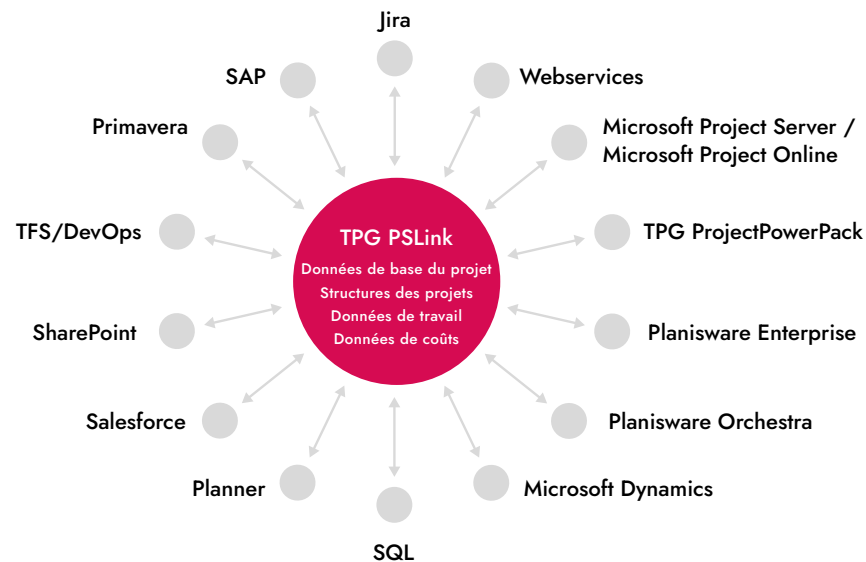 Jira
SAP
Webservices
Primavera
Microsoft Project Server /
Microsoft Project Online
TFS/DevOps
TPG PSLink
TPG ProjectPowerPack
Données de base du projet
Structures des projets
Données de travail
Données de coûts
SharePoint
Planisware Enterprise
Salesforce
Planisware Orchestra
Planner
Microsoft Dynamics
SQL